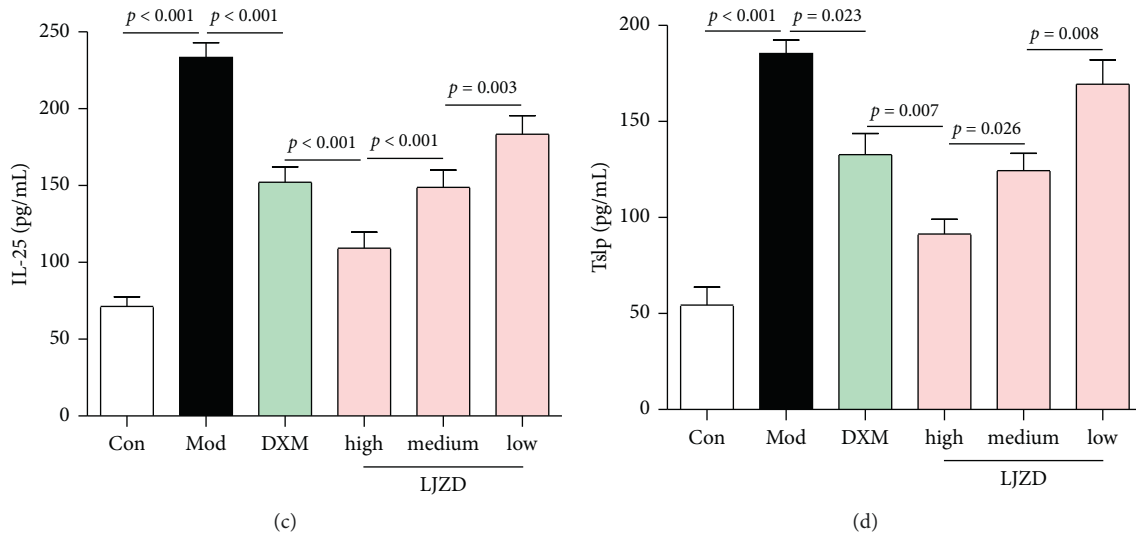 p < 0.001 p < 0.001
p = 0.003
p < 0.001 p < 0.001
IL-25 (pg/mL)
250
200
150
100
50
0
Con Mod DXM high medium low
LJZD
(c)
p < 0.001 p = 0.023
p = 0.008
p = 0.007
p = 0.026
Tslp (pg/mL)
200
150
100
50
0
Con Mod DXM high medium low
LJZD
(d)